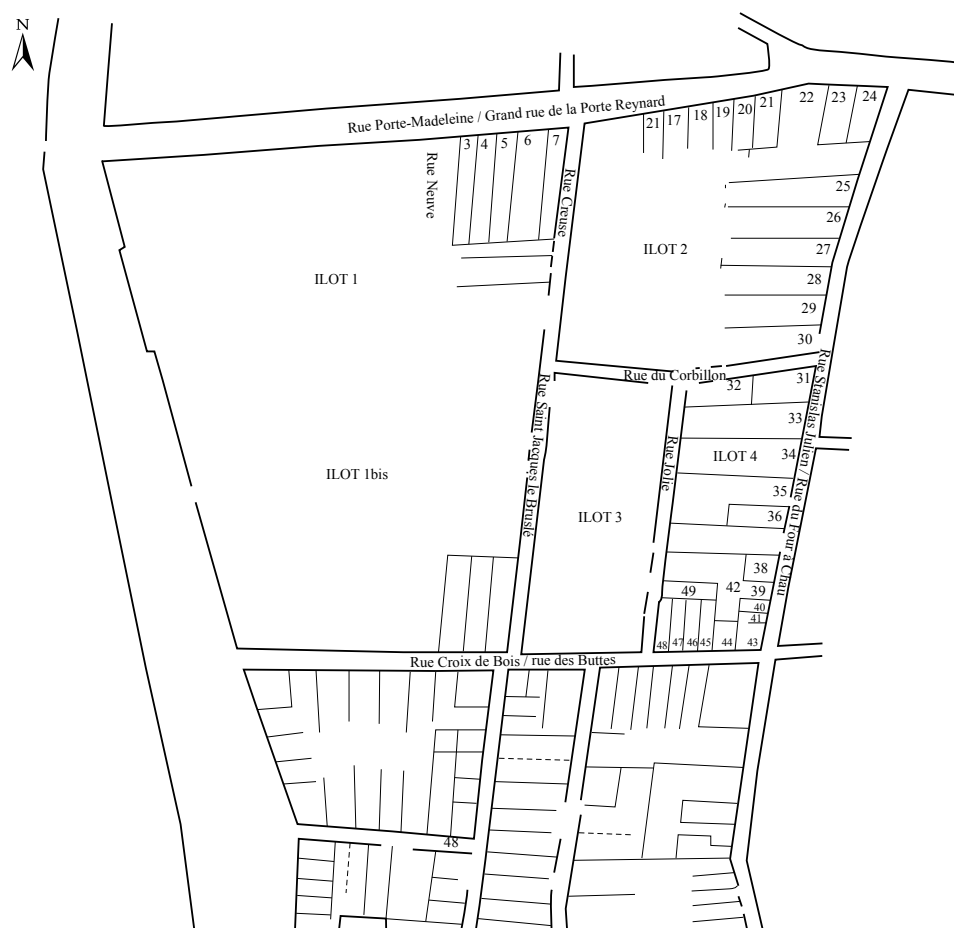 N
Rue Porte-Madeleine / Grand rue de la Porte Reynard
3 4 5 6 7
21 17 18 19 20 21 22 23 24
Rue Neuve
Rue Creuse
25
26
ILOT 1
ILOT 2
27
28
29
30
Rue du Corbillon
Rue Saint Jacques le Bruslé
Rue Stanislas Julien / Rue du Four a Chau
32 31
33
Rue Jolie
ILOT 4 34
ILOT 1bis
35
ILOT 3
36
38
49 42 39
40
41
48 47 46 45 44 43
Rue Croix de Bois / rue des Buttes
48